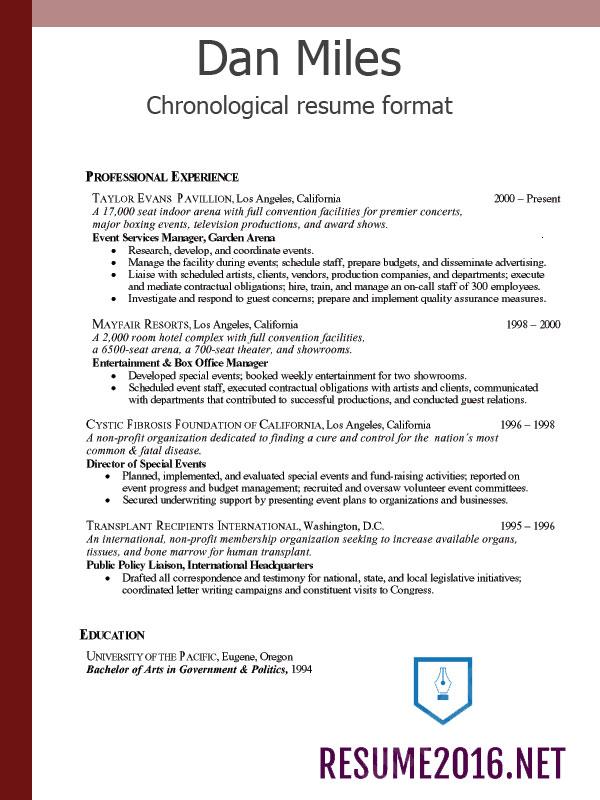 Dan Miles
Chronological resume format
PROFESSIONAL EXPERIENCE
TAYLOR EVANS PAVILLION, Los Angeles, California 2000 – Present
A 17,000 seat indoor arena with full convention facilities for premier concerts,
major boxing events, television productions, and award shows.
Event Services Manager, Garden Arena
• Research, develop, and coordinate events.
• Manage the facility during events; schedule staff, prepare budgets, and disseminate advertising.
• Liaise with scheduled artists, clients, vendors, production companies, and departments; execute
and mediate contractual obligations; hire, train, and manage an on-call staff of 300 employees.
• Investigate and respond to guest concerns; prepare and implement quality assurance measures.
MAYFAIR RESORTS, Los Angeles, California 1998 – 2000
A 2,000 room hotel complex with full convention facilities,
a 6500-seat arena, a 700-seat theater, and showrooms.
Entertainment & Box Office Manager
• Developed special events; booked weekly entertainment for two showrooms.
• Scheduled event staff, executed contractual obligations with artists and clients, communicated
with departments that contributed to successful productions, and conducted guest relations.
CYSTIC FIBROSIS FOUNDATION OF CALIFORNIA, Los Angeles, California 1996 – 1998
A non-profit organization dedicated to finding a cure and control for the nation´s most
common & fatal disease.
Director of Special Events
• Planned, implemented, and evaluated special events and fund-raising activities; reported on
event progress and budget management; recruited and oversaw volunteer event committees.
• Secured underwriting support by presenting event plans to organizations and businesses.
TRANSPLANT RECIPIENTS INTERNATIONAL, Washington, D.C. 1995 – 1996
An international, non-profit membership organization seeking to increase available organs,
tissues, and bone marrow for human transplant.
Public Policy Liaison, International Headquarters
• Drafted all correspondence and testimony for national, state, and local legislative initiatives;
coordinated letter writing campaigns and constituent visits to Congress.
EDUCATION
UNIVERSITY OF THE PACIFIC, Eugene, Oregon
Bachelor of Arts in Government & Politics, 1994
RESUME2016.NET